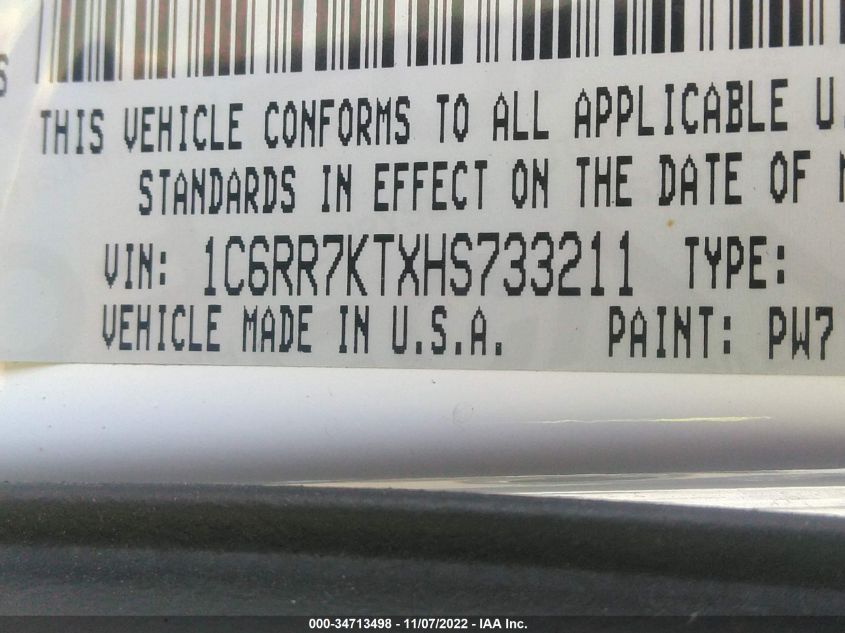 S
THIS VEHICLE CONFORMS TO ALL APPLICABLE U.
STANDARDS IN EFFECT ON THE DATE OF
VIN: 1C6RR7KTXHS733211 TYPE:
VEHICLE MADE IN U.S.A. PAINT: PW7
000-34713498 - 11/07/2022 - IAA Inc.